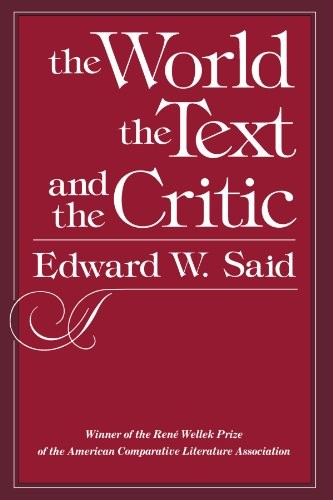 the World
the Text
and
the Critic
Edward W. Said
Winner of the René Wellek Prize
of the American Comparative Literature Association